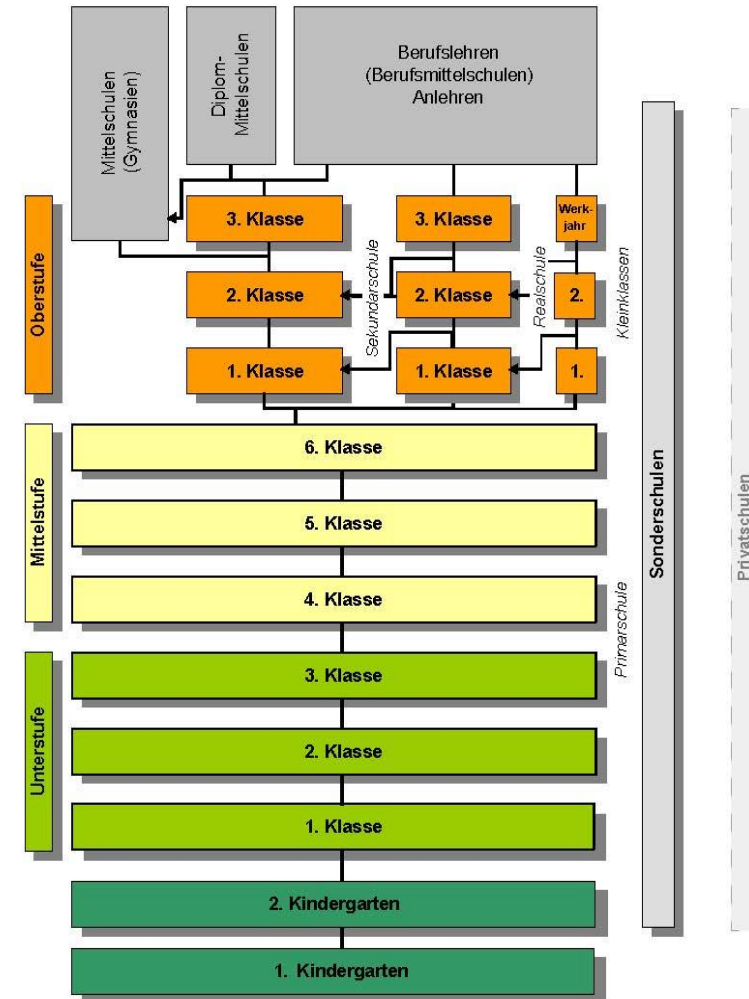 Mittelschulen
(Gymnasien)
Diplom-
Mittelschulen
Berufslehren
(Berufsmittelschulen)
Anlehren
Oberstufe
3. Klasse
3. Klasse
Werk-
jahr
2. Klasse
Sekundarschule
2. Klasse
Realschule
2.
Kleinklassen
1. Klasse
1. Klasse
1.
Mittelstufe
6. Klasse
5. Klasse
4. Klasse
Primarschule
Unterstufe
3. Klasse
2. Klasse
1. Klasse
2. Kindergarten
1. Kindergarten
Sonderschulen
Privatschulen